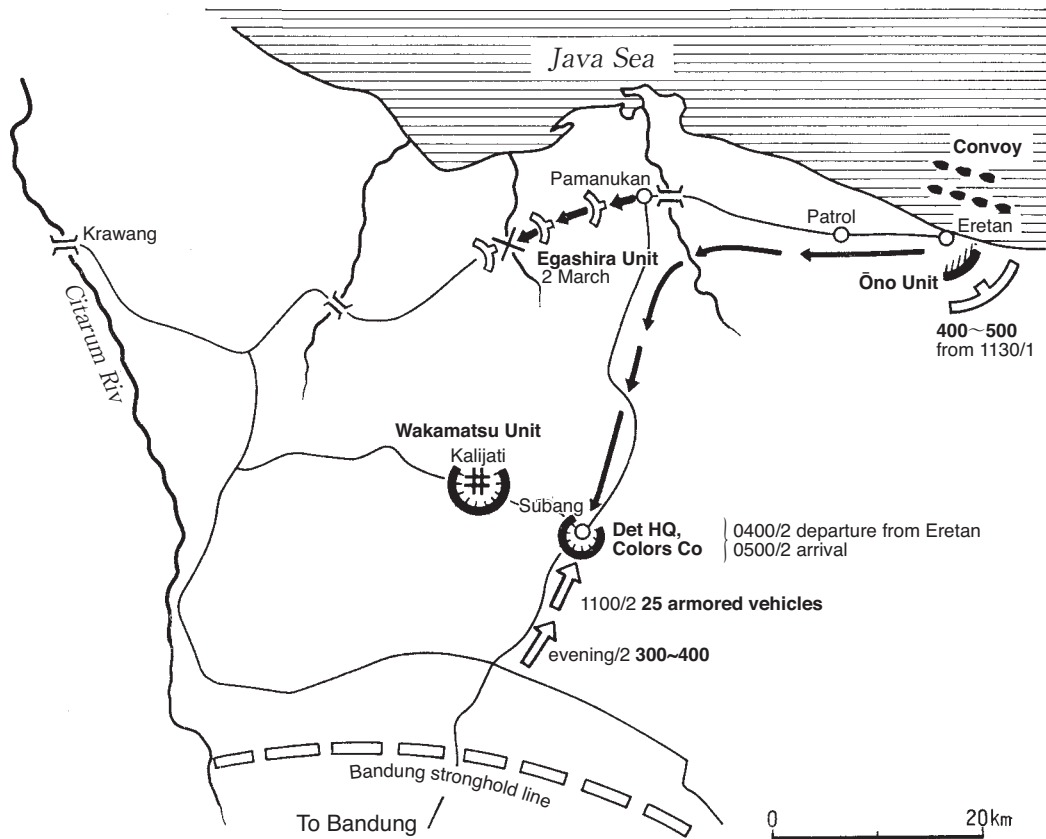 Java Sea
Convoy
Pamanukan
Patrol
Eretan
Krawang
Egashira Unit
2 March
Ōno Unit
400~500
from 1130/1
Citarum Riv
Wakamatsu Unit
Kalijati
Subang
Det HQ,
Colors Co
0400/2 departure from Eretan
0500/2 arrival
1100/2 25 armored vehicles
evening/2 300~400
Bandung stronghold line
To Bandung
0 20km